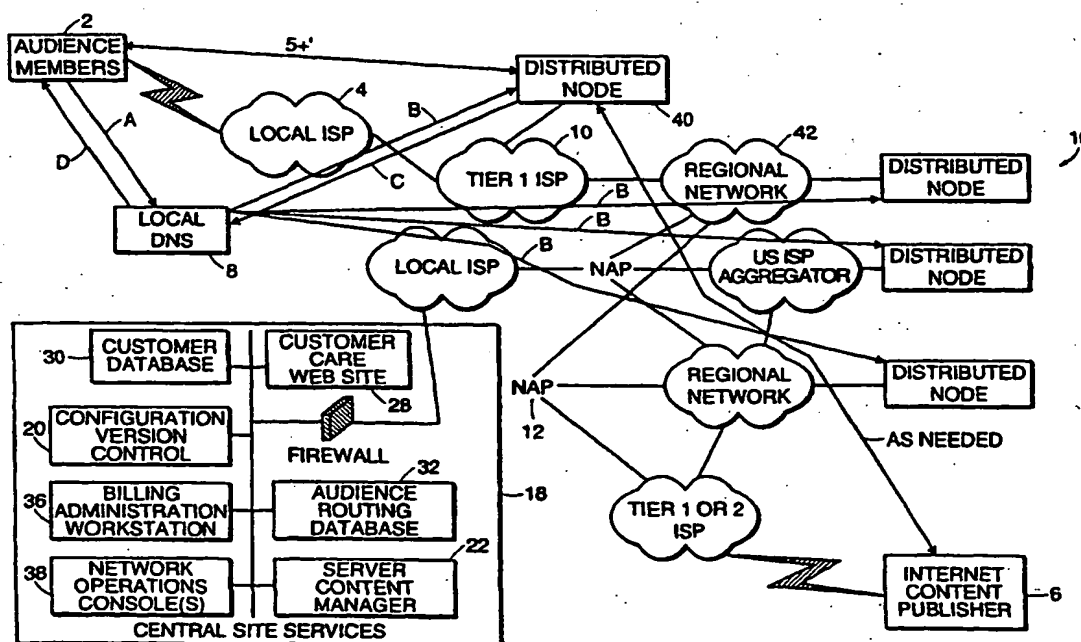 2
AUDIENCE
MEMBERS
5+'
DISTRIBUTED
NODE
40
A
D
4
LOCAL ISP
B
C
10
TIER 1 ISP
42
REGIONAL
NETWORK
B
B
B
DISTRIBUTED
NODE
LOCAL
DNS
8
LOCAL ISP
NAP
US ISP
AGGREGATOR
DISTRIBUTED
NODE
NAP
12
REGIONAL
NETWORK
DISTRIBUTED
NODE
AS NEEDED
TIER 1 OR 2
ISP
INTERNET
CONTENT
PUBLISHER
6
30
CUSTOMER
DATABASE
CUSTOMER
CARE
WEB SITE
28
20
CONFIGURATION
VERSION
CONTROL
FIREWALL
36
BILLING
ADMINISTRATION
WORKSTATION
32
AUDIENCE
ROUTING
DATABASE
18
38
NETWORK
OPERATIONS
CONSOLE(S)
22
SERVER
CONTENT
MANAGER
CENTRAL SITE SERVICES